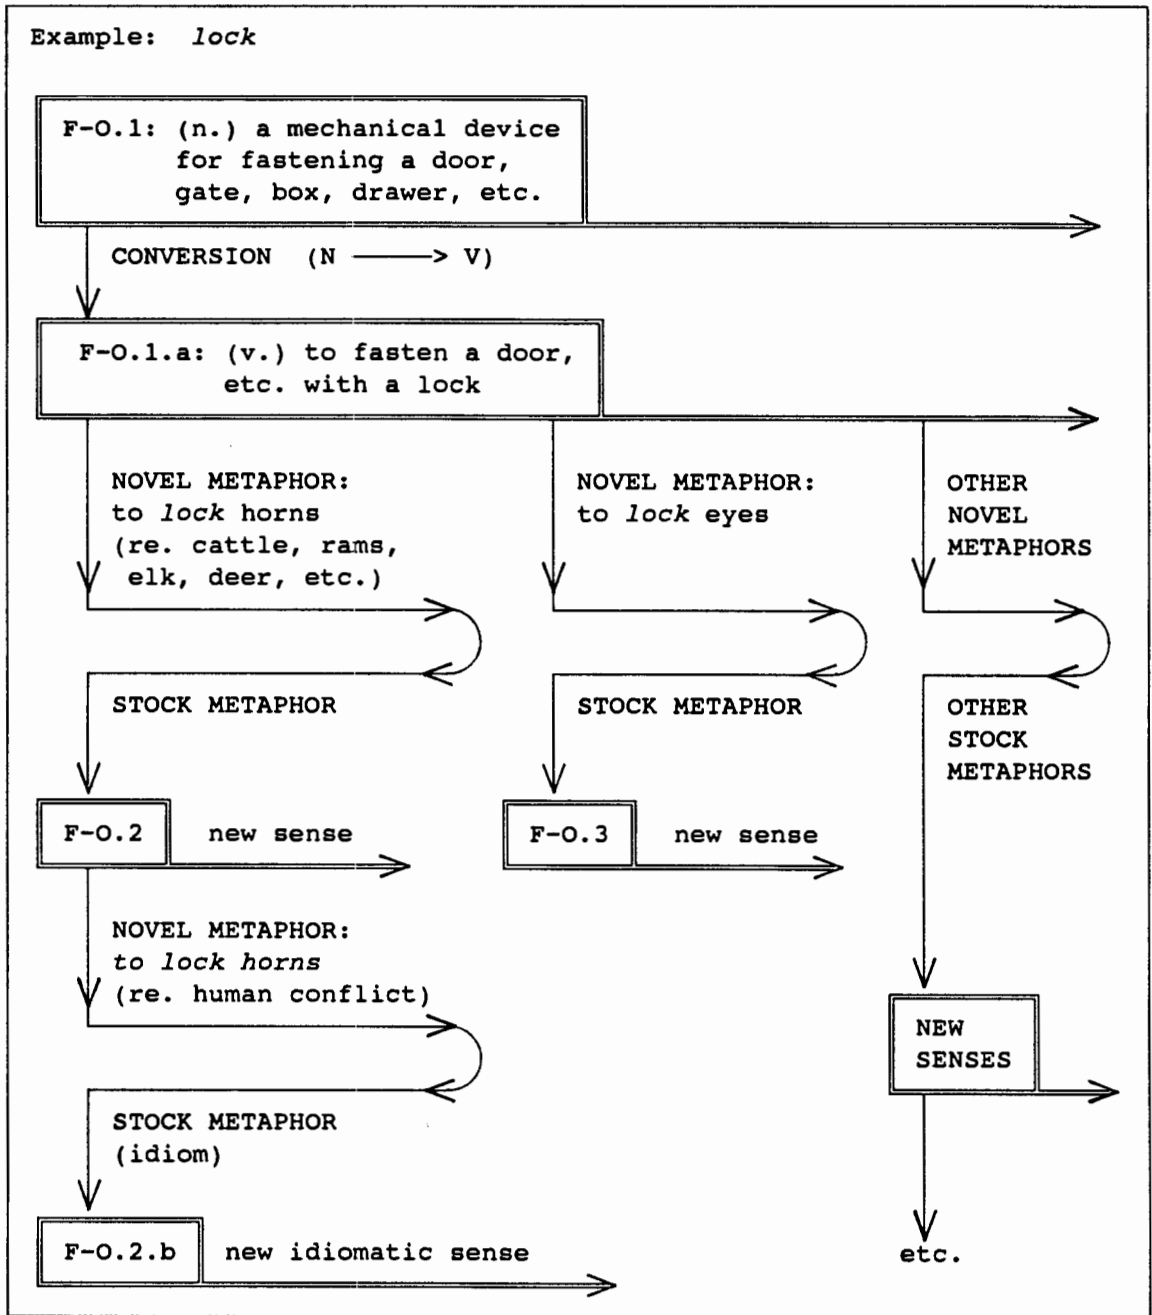 Example: lock
F-O.1: (n.) a mechanical device
for fastening a door,
gate, box, drawer, etc.
CONVERSION (N ———> V)
F-O.1.a: (v.) to fasten a door,
etc. with a lock
NOVEL METAPHOR:
to lock horns
(re. cattle, rams,
elk, deer, etc.)
NOVEL METAPHOR:
to lock eyes
OTHER
NOVEL
METAPHORS
STOCK METAPHOR
STOCK METAPHOR
OTHER
STOCK
METAPHORS
F-O.2 new sense
F-O.3 new sense
NOVEL METAPHOR:
to lock horns
(re. human conflict)
NEW
SENSES
STOCK METAPHOR
(idiom)
F-O.2.b new idiomatic sense
etc.